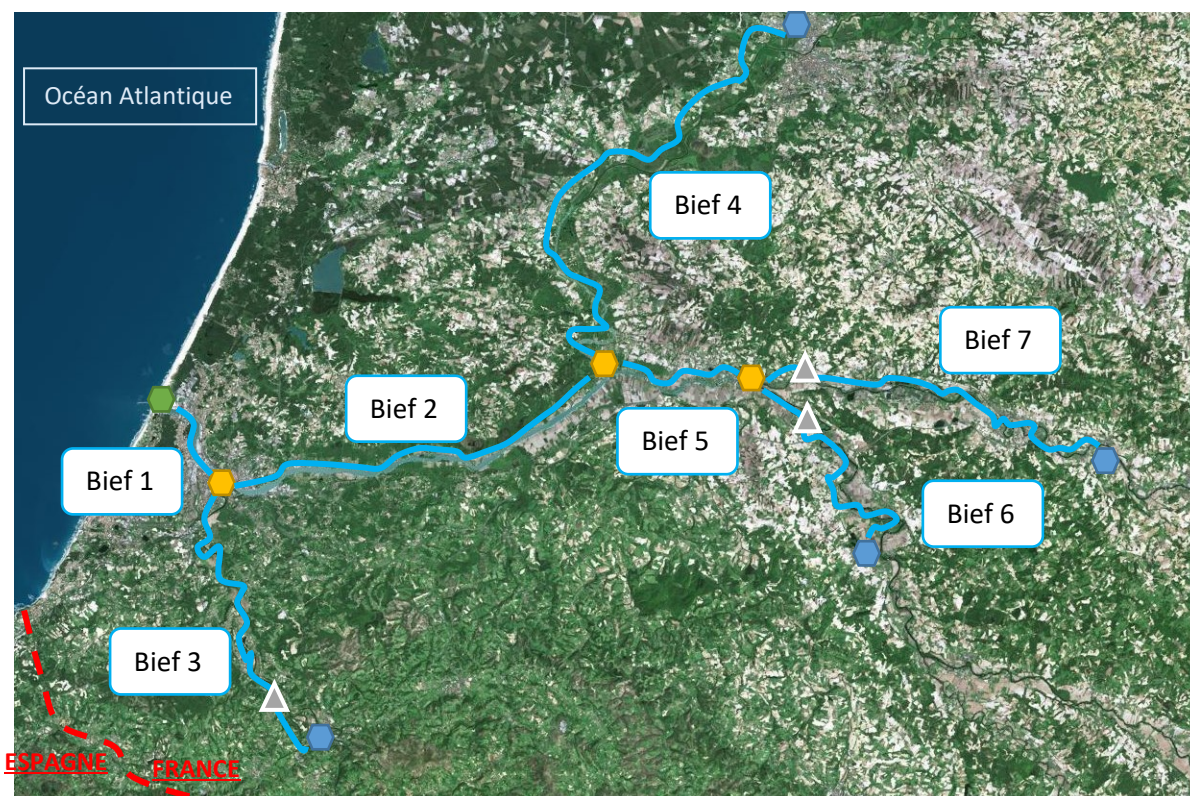 Océan Atlantique
Bief 4
Bief 7
Bief 2
Bief 5
Bief 1
Bief 6
Bief 3
ESPAGNE
FRANCE